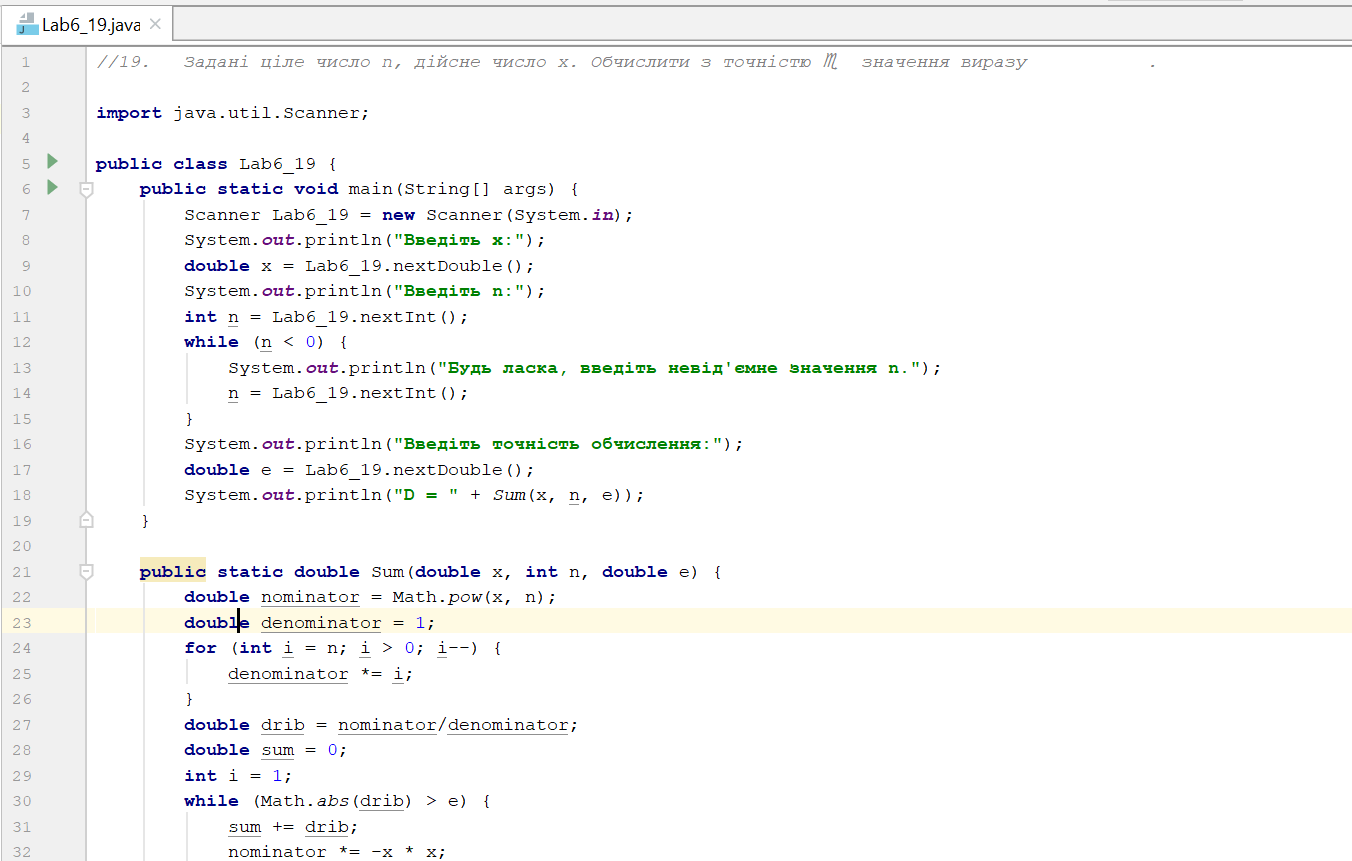 Lab6_19.java
1 //19. Задані ціле число n, дійсне число x. Обчислити з точністю ♏ значення виразу .
2
3 import java.util.Scanner;
4
5 public class Lab6_19 {
6 public static void main(String[] args) {
7 Scanner Lab6_19 = new Scanner(System.in);
8 System.out.println("Введіть x:");
9 double x = Lab6_19.nextDouble();
10 System.out.println("Введіть n:");
11 int n = Lab6_19.nextInt();
12 while (n < 0) {
13 System.out.println("Будь ласка, введіть невід'ємне значення n.");
14 n = Lab6_19.nextInt();
15 }
16 System.out.println("Введіть точність обчислення:");
17 double e = Lab6_19.nextDouble();
18 System.out.println("D = " + Sum(x, n, e));
19 }
20
21 public static double Sum(double x, int n, double e) {
22 double nominator = Math.pow(x, n);
23 double denominator = 1;
24 for (int i = n; i > 0; i--) {
25 denominator *= i;
26 }
27 double drib = nominator/denominator;
28 double sum = 0;
29 int i = 1;
30 while (Math.abs(drib) > e) {
31 sum += drib;
32 nominator *= -x * x;